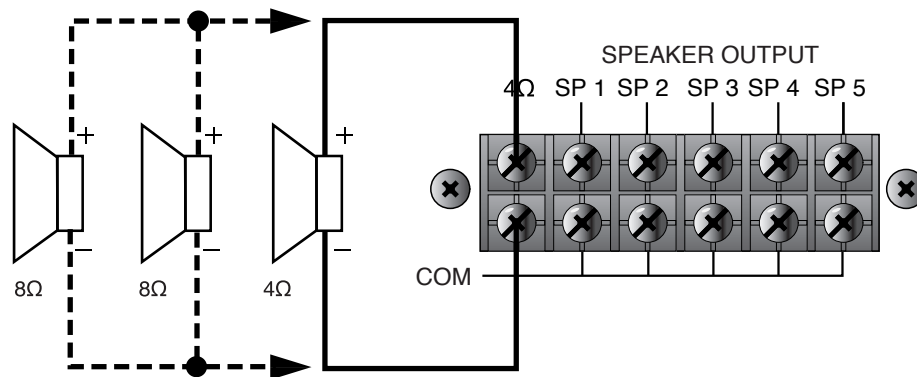 SPEAKER OUTPUT
4Ω SP 1 SP 2 SP 3 SP 4 SP 5
+ + +
− − −
8Ω 8Ω 4Ω
COM